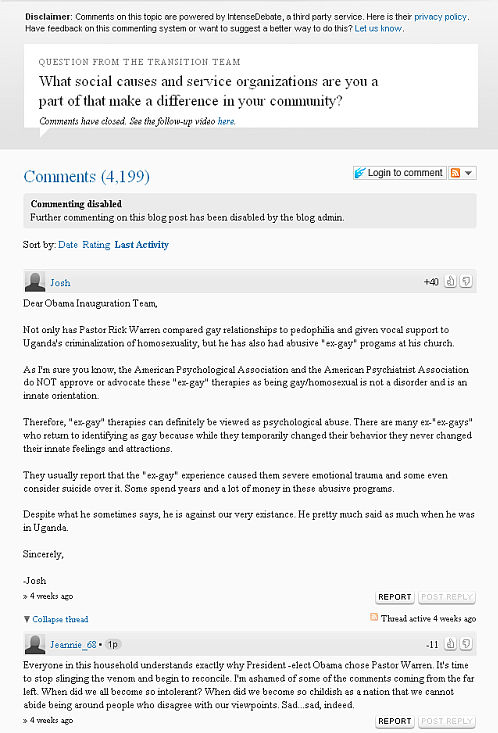 Disclaimer: Comments on this topic are powered by IntenseDebate, a third party service. Here is their privacy policy.
Have feedback on this commenting system or want to suggest a better way to do this? Let us know.
QUESTION FROM THE TRANSITION TEAM
What social causes and service organizations are you a
part of that make a difference in your community?
Comments have closed. See the follow-up video here.
Comments (4,199)
Login to comment
Commenting disabled
Further commenting on this blog post has been disabled by the blog admin.
Sort by: Date Rating Last Activity
Josh +40
Dear Obama Inauguration Team,
Not only has Pastor Rick Warren compared gay relationships to pedophilia and given vocal support to
Uganda's criminalization of homosexuality, but he has also had abusive "ex-gay" progams at his church.
As I'm sure you know, the American Psychological Association and the American Psychiatrist Association
do NOT approve or advocate these "ex-gay" therapies as being gay/homosexual is not a disorder and is an
innate orientation.
Therefore, "ex-gay" therapies can definitely be viewed as psychological abuse. There are many ex-"ex-gays"
who return to identifying as gay because while they temporarily changed their behavior they never changed
their innate feelings and attractions.
They usually report that the "ex-gay" experience caused them severe emotional trauma and some even
consider suicide over it. Some spend years and a lot of money in these abusive programs.
Despite what he sometimes says, he is against our very existance. He pretty much said as much when he was
in Uganda.
Sincerely,
-Josh
» 4 weeks ago REPORT POST REPLY
▼ Collapse thread Thread active 4 weeks ago
Jeannie_68 • 1p -11
Everyone in this household understands exactly why President -elect Obama chose Pastor Warren. It's time
to stop slinging the venom and begin to reconcile. I'm ashamed of some of the comments coming from the far
left. When did we all become so intolerant? When did we become so childish as a nation that we cannot
abide being around people who disagree with our viewpoints. Sad...sad, indeed.
» 4 weeks ago REPORT POST REPLY